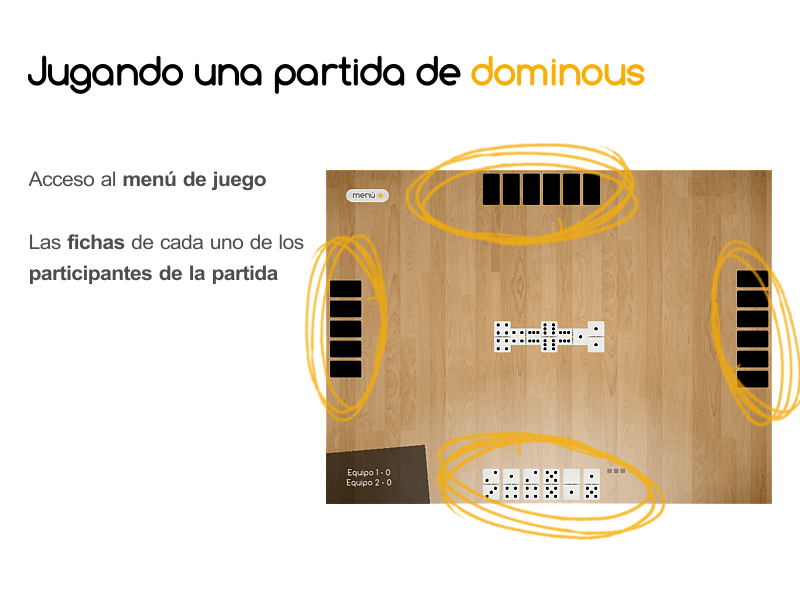 Jugando una partida de dominous
Acceso al menú de juego
Las fichas de cada uno de los
participantes de la partida
menú
Equipo 1 - 0
Equipo 2 - 0